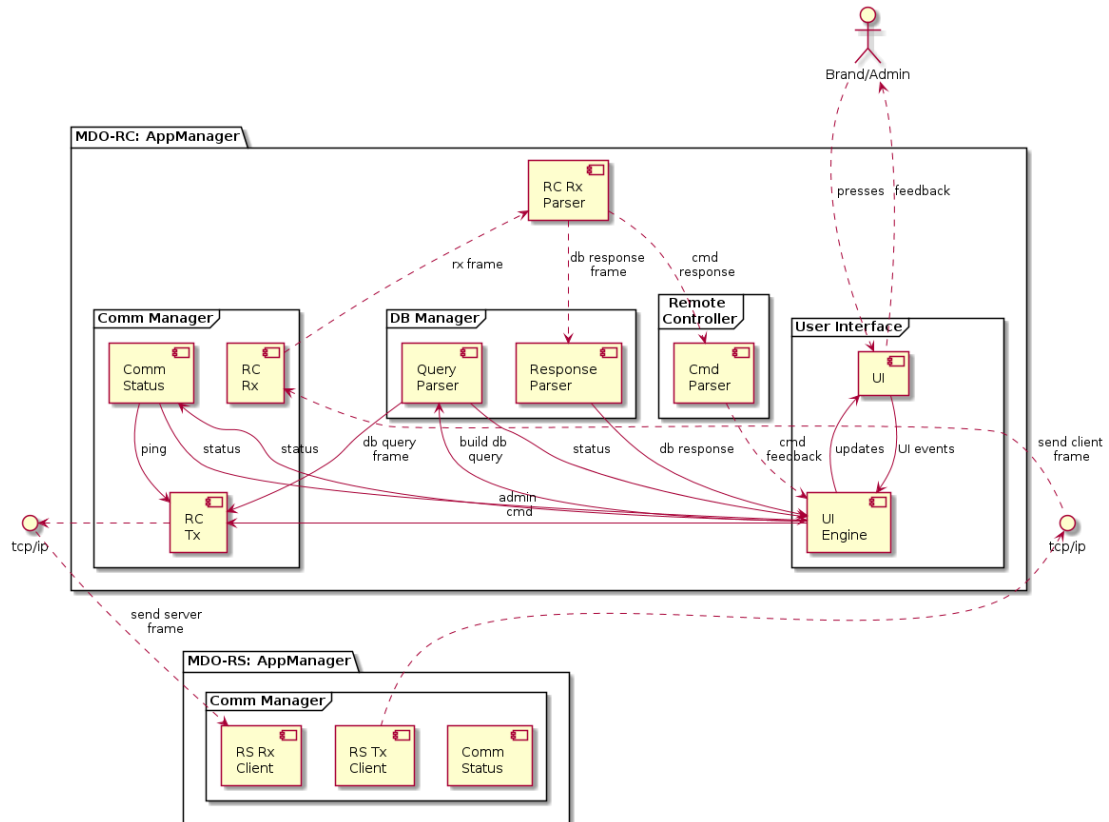 Brand/Admin
MDO-RC: AppManager
RC Rx
Parser
presses
feedback
rx frame
db response
frame
cmd
response
Comm Manager
DB Manager
Remote
Controller
User Interface
Comm
Status
RC
Rx
Query
Parser
Response
Parser
Cmd
Parser
UI
ping
status
status
db query
frame
build db
query
status
db response
cmd
feedback
updates
UI events
send client
frame
admin
cmd
RC
Tx
UI
Engine
tcp/ip
tcp/ip
send server
frame
MDO-RS: AppManager
Comm Manager
RS Rx
Client
RS Tx
Client
Comm
Status